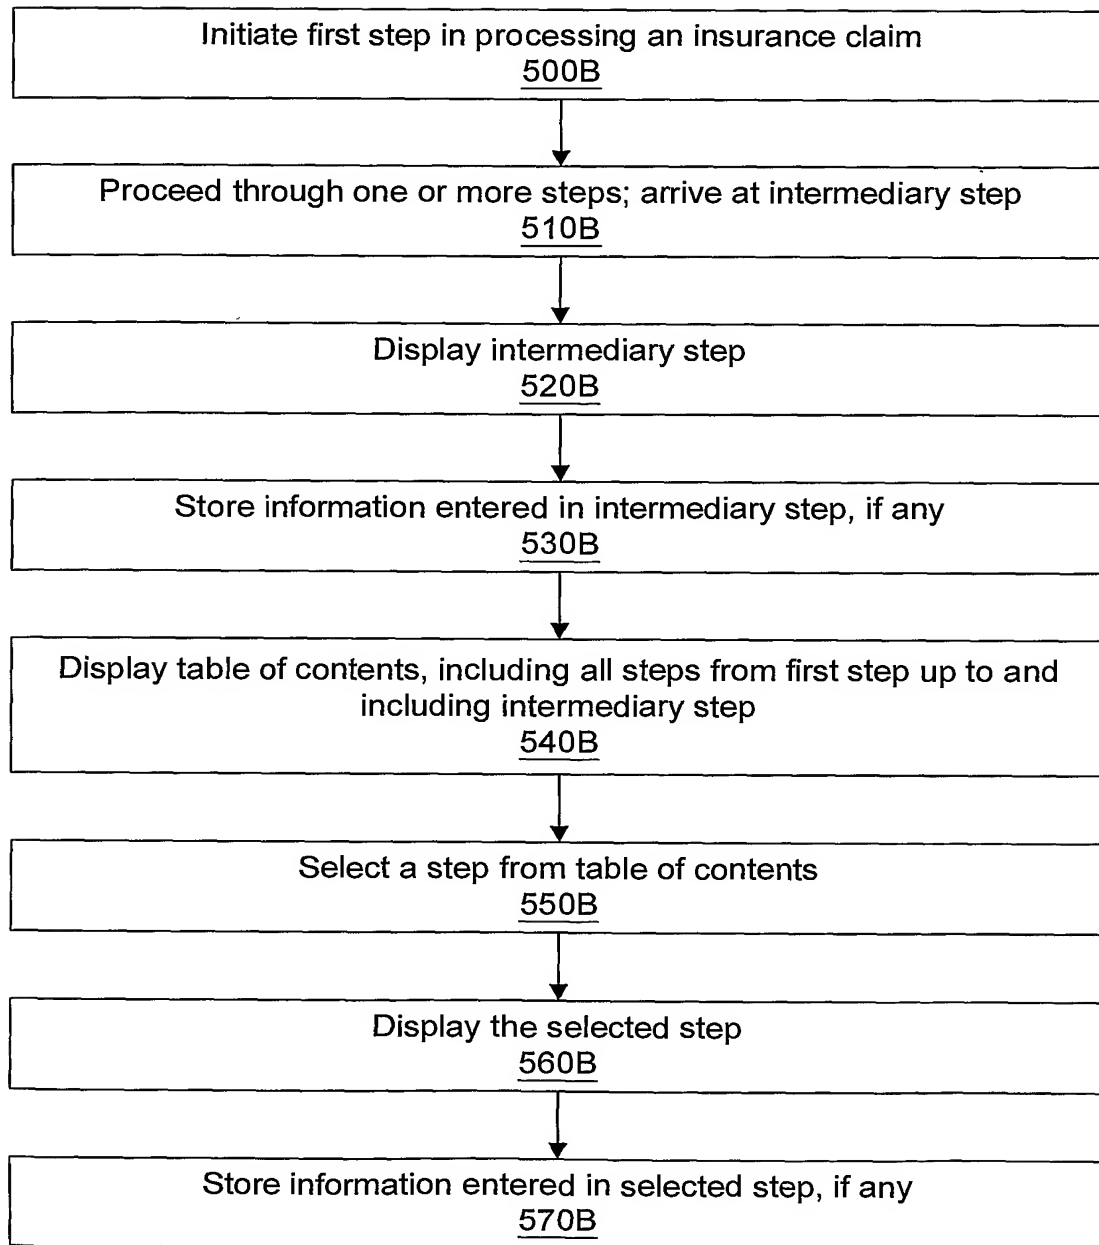 Initiate first step in processing an insurance claim
500B
Proceed through one or more steps; arrive at intermediary step
510B
Display intermediary step
520B
Store information entered in intermediary step, if any
530B
Display table of contents, including all steps from first step up to and
including intermediary step
540B
Select a step from table of contents
550B
Display the selected step
560B
Store information entered in selected step, if any
570B